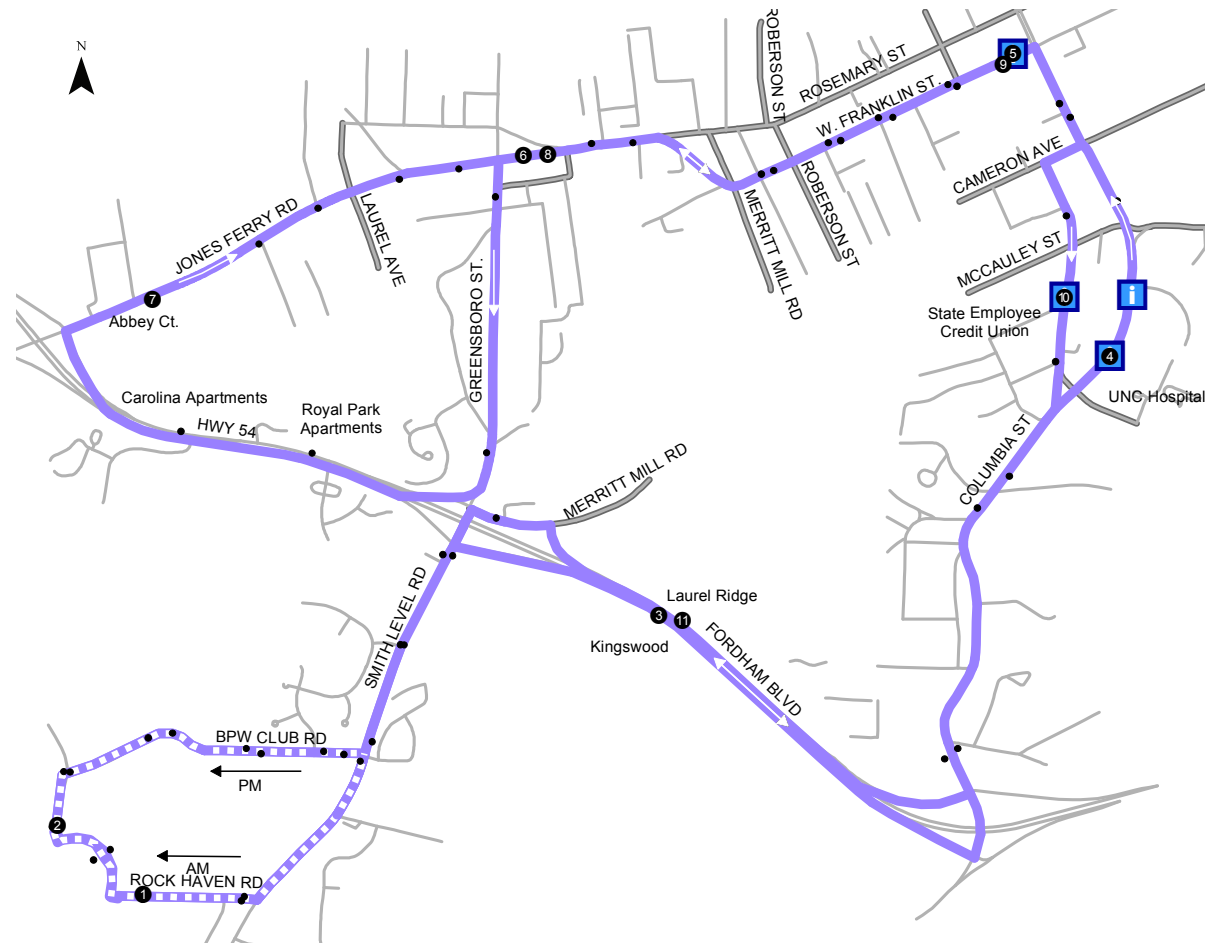 N
ROBERSON ST
ROSEMARY ST
5
9
W. FRANKLIN ST.
6
8
CAMERON AVE
LAUREL AVE
MERRITT MILL RD
ROBERSON ST
JONES FERRY RD
MCCAULEY ST
7
Abbey Ct.
GREENSBORO ST.
10
i
State Employee
Credit Union
4
UNC Hospital
Carolina Apartments
HWY 54
Royal Park
Apartments
COLUMBIA ST
MERRITT MILL RD
SMITH LEVEL RD
Laurel Ridge
3
11
Kingswood
FORDHAM BLVD
BPW CLUB RD
PM
2
AM
ROCK HAVEN RD
1